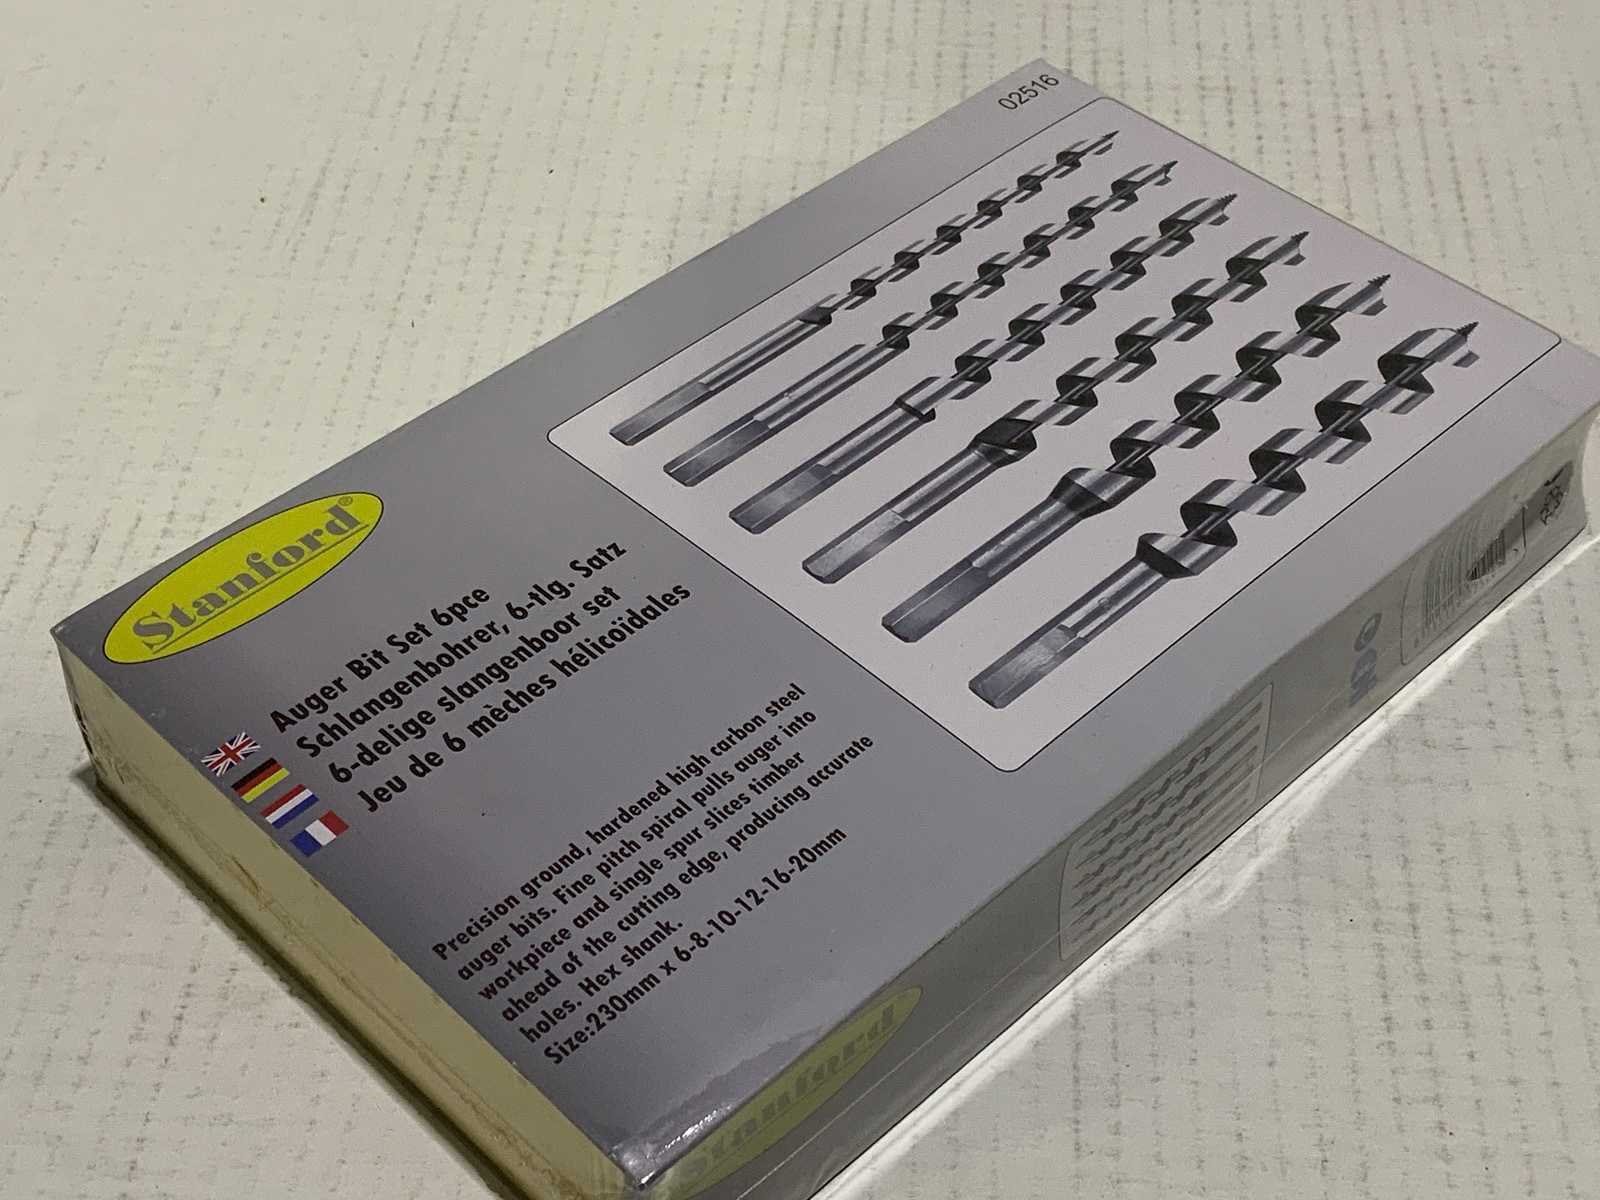 02516
Stanford®
Auger Bit Set 6pce
Schlangenbohrer, 6-tlg. Satz
6-delige slangenboor set
Jeu de 6 mèches hélicoïdales
Precision ground, hardened high carbon steel
auger bits. Fine pitch spiral pulls auger into
workpiece and single spur slices timber
ahead of the cutting edge, producing accurate
holes. Hex shank.
Size:230mm x 6-8-10-12-16-20mm
Stanford